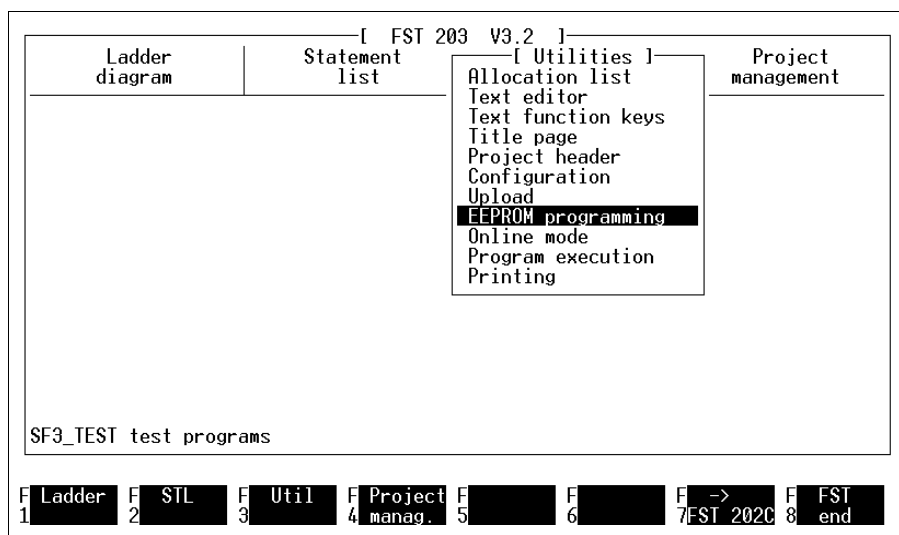 [ FST 203 V3.2 ]
Ladder diagram
Statement list
[ Utilities ]
Allocation list
Text editor
Text function keys
Title page
Project header
Configuration
Upload
EEPROM programming
Online mode
Program execution
Printing
Project management
SF3_TEST test programs
F1 Ladder
F2 STL
F3 Util
F4 Project manag.
F5
F6
F7 -> FST 202C
F8 FST end